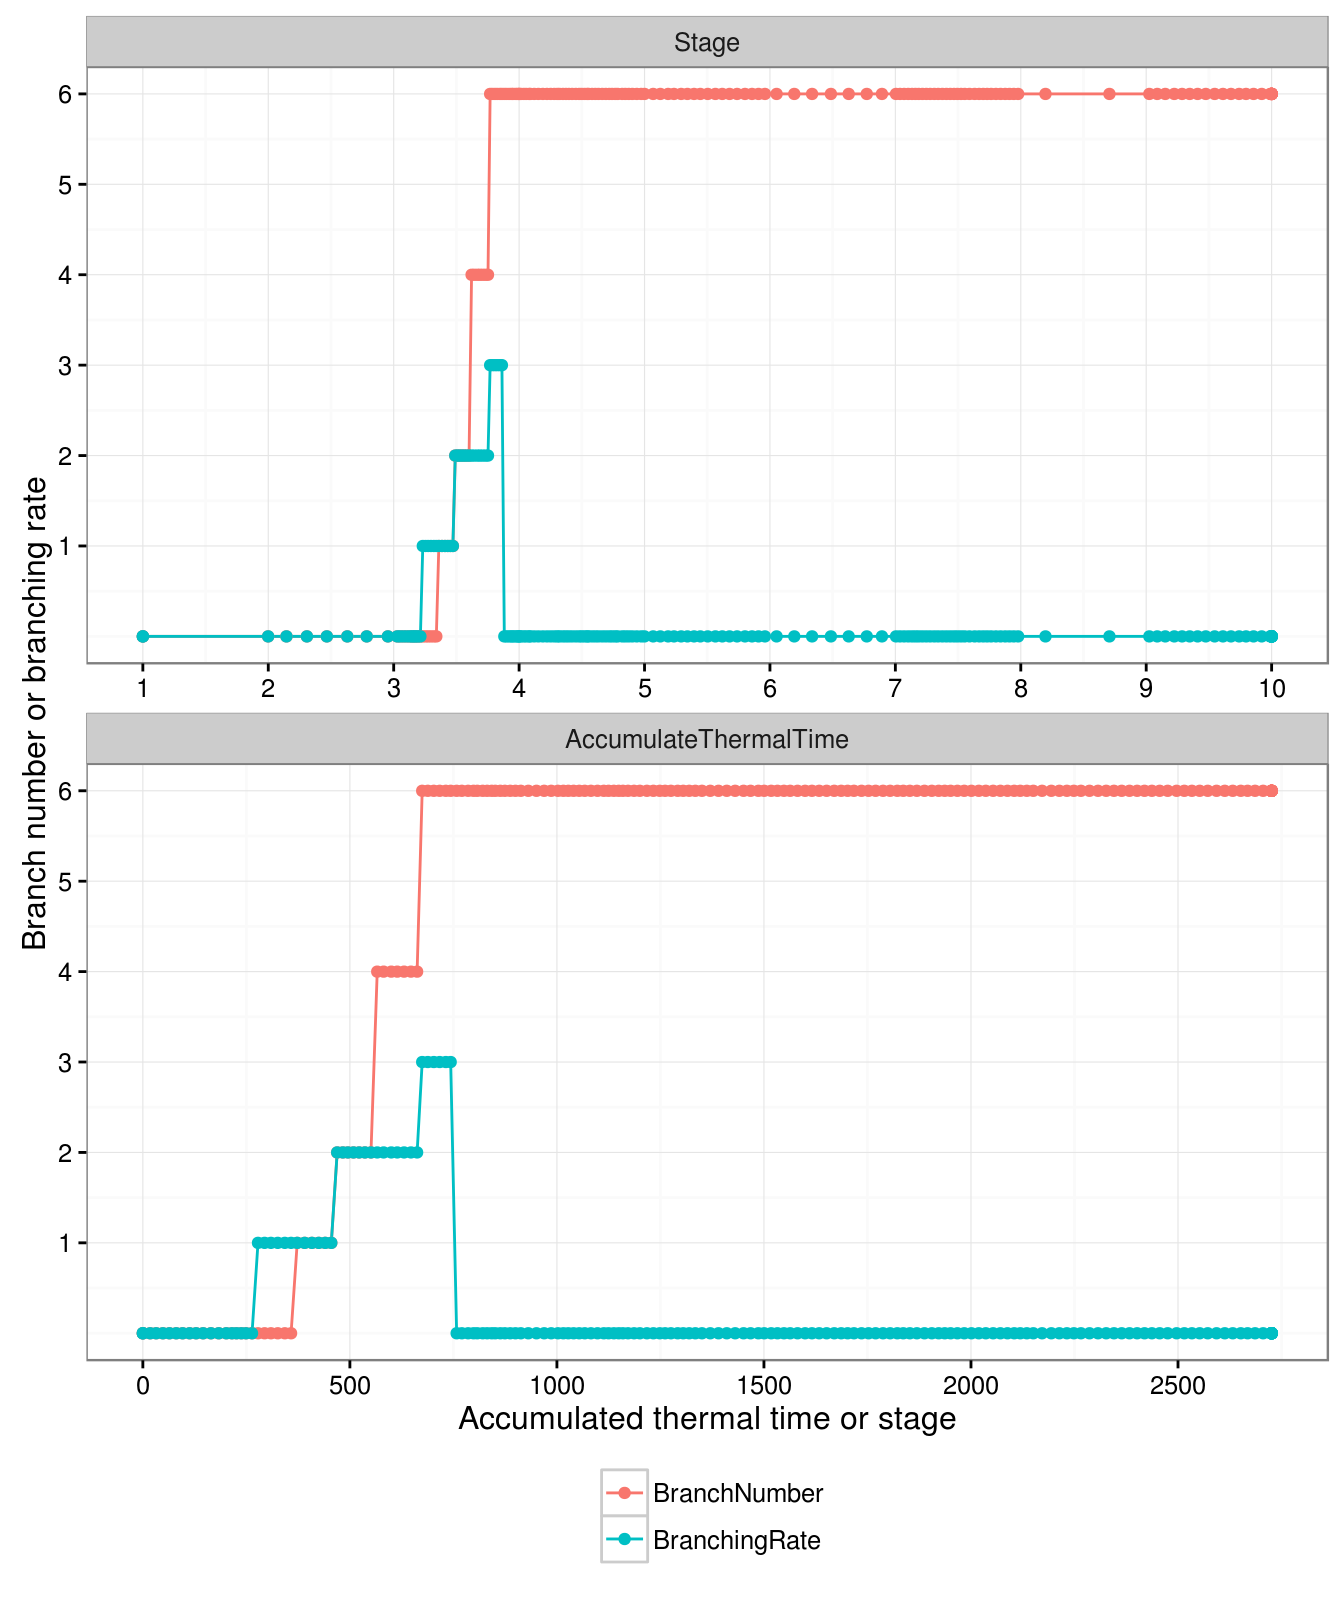 Stage
6
5
4
3
2
1
1 2 3 4 5 6 7 8 9 10
Branch number or branching rate
AccumulateThermalTime
6
5
4
3
2
1
0 500 1000 1500 2000 2500
Accumulated thermal time or stage
BranchNumber
BranchingRate